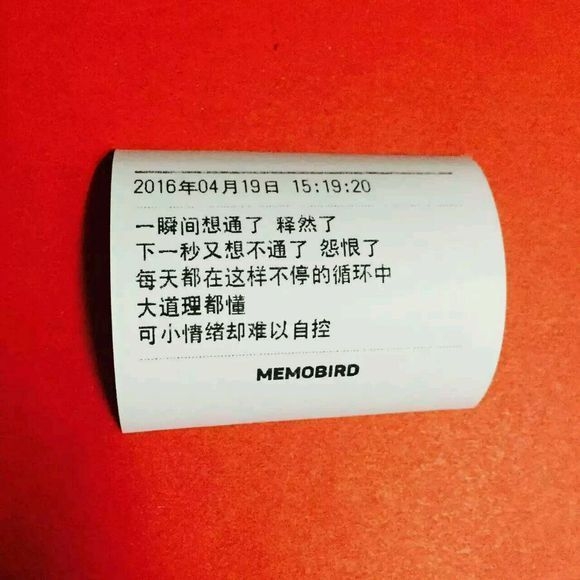 2016年04月19日 15:19:20
一瞬间想通了 释然了
下一秒又想不通了 怨恨了
每天都在这样不停的循环中
大道理都懂
可小情绪却难以自控
MEMOBIRD